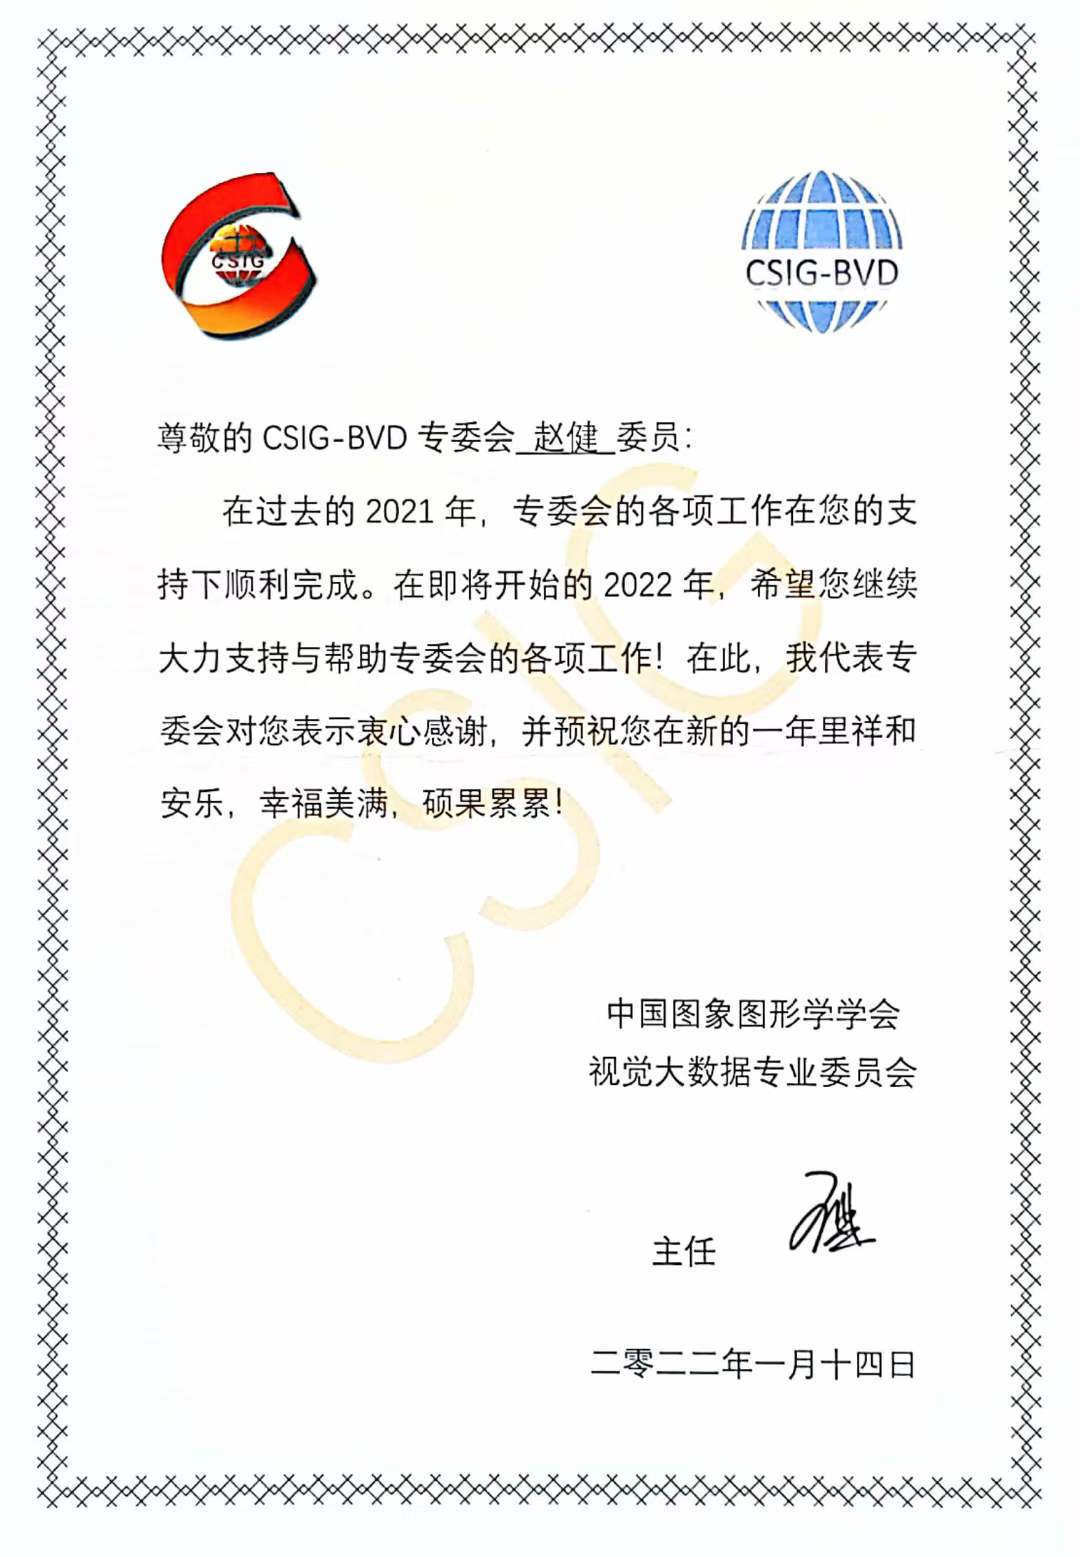 CSIG
CSIG-BVD
尊敬的 CSIG-BVD 专委会 赵健 委员：
在过去的 2021 年，专委会的各项工作在您的支
持下顺利完成。在即将开始的 2022 年，希望您继续
大力支持与帮助专委会的各项工作！在此，我代表专
委会对您表示衷心感谢，并预祝您在新的一年里祥和
安乐，幸福美满，硕果累累！
CSIG
中国图象图形学学会
视觉大数据专业委员会
主任
二零二二年一月十四日